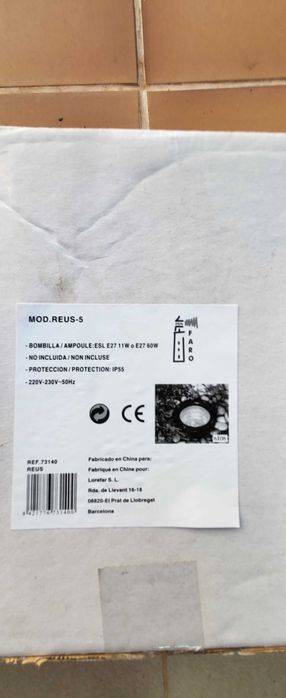 MOD.REUS-5
FARO
- BOMBILLA / AMPOULE: ESL E27 11W o E27 60W
- NO INCLUIDA / NON INCLUSE
- PROTECCION / PROTECTION: IP55
- 220V-230V~50Hz
CE
REF.73140
REUS
Fabricado en China para:
Fabriqué en Chine pour:
Lorefar S. L.
Rda. de Llevant 16-18
08820-El Prat de Llobregat
Barcelona